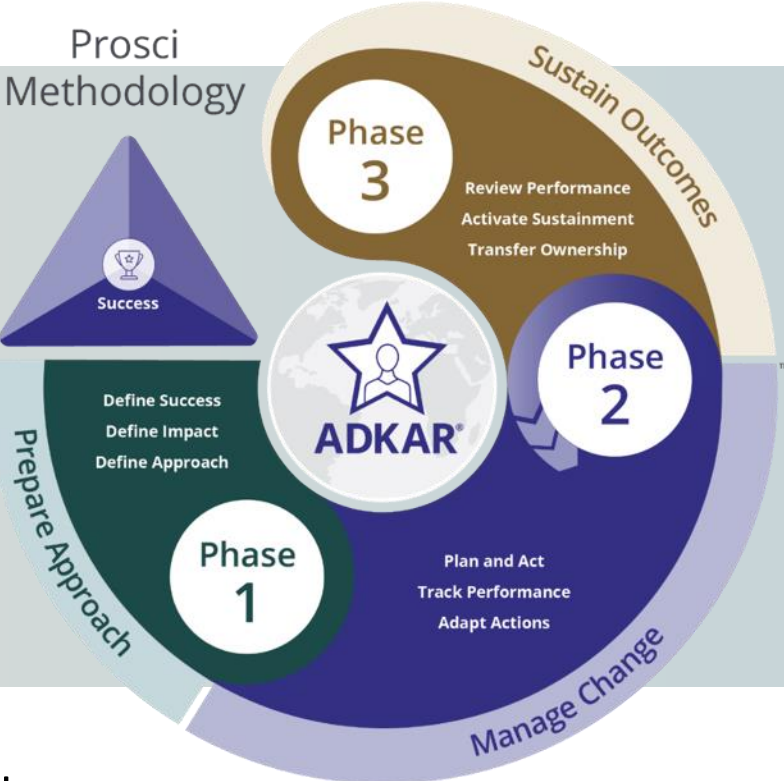 Prosci
Methodology
Success
Prepare Approach
Define Success
Define Impact
Define Approach
Phase
1
ADKAR®
Manage Change
Phase
2
Plan and Act
Track Performance
Adapt Actions
Sustain Outcomes
Phase
3
Review Performance
Activate Sustainment
Transfer Ownership